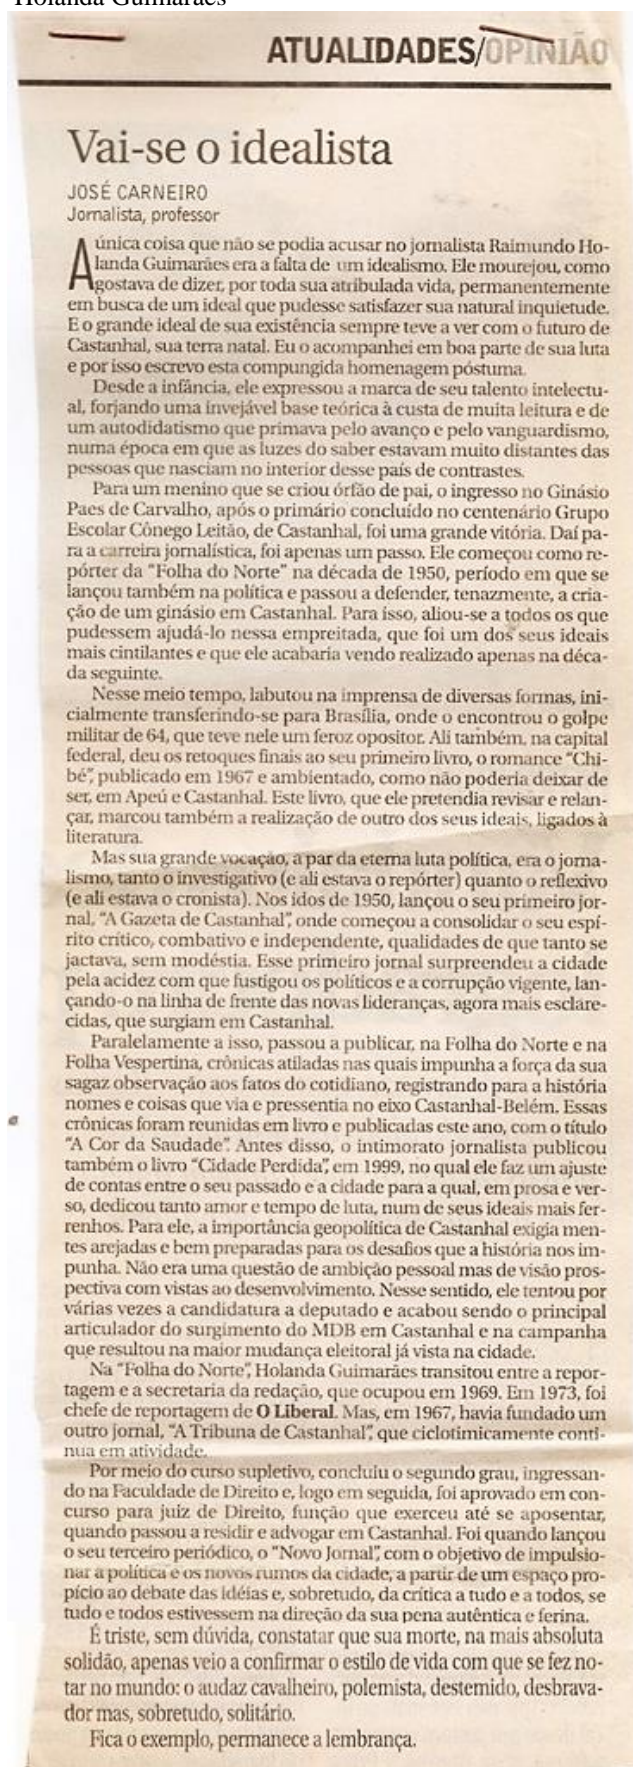 Holanda Guimarães
ATUALIDADES/OPINIÃO
Vai-se o idealista
JOSÉ CARNEIRO
Jornalista, professor
A única coisa que não se podia acusar no jornalista Raimundo Ho-
landa Guimarães era a falta de um idealismo. Ele mourejou, como
gostava de dizer, por toda sua atribulada vida, permanentemente
em busca de um ideal que pudesse satisfazer sua natural inquietude.
E o grande ideal de sua existência sempre teve a ver com o futuro de
Castanhal, sua terra natal. Eu o acompanhei em boa parte de sua luta
e por isso escrevo esta compungida homenagem póstuma.
Desde a infância, ele expressou a marca de seu talento intelectu-
al, forjando uma invejável base teórica à custa de muita leitura e de
um autodidatismo que primava pelo avanço e pelo vanguardismo,
numa época em que as luzes do saber estavam muito distantes das
pessoas que nasciam no interior desse país de contrastes.
Para um menino que se criou órfão de pai, o ingresso no Ginásio
Paes de Carvalho, após o primário concluído no centenário Grupo
Escolar Cônego Leitão, de Castanhal, foi uma grande vitória. Daí pa-
ra a carreira jornalística, foi apenas um passo. Ele começou como re-
pórter da "Folha do Norte" na década de 1950, período em que se
lançou também na política e passou a defender, tenazmente, a cria-
ção de um ginásio em Castanhal. Para isso, aliou-se a todos os que
pudessem ajudá-lo nessa empreitada, que foi um dos seus ideais
mais cintilantes e que ele acabaria vendo realizado apenas na déca-
da seguinte.
Nesse meio tempo, labutou na imprensa de diversas formas, ini-
cialmente transferindo-se para Brasília, onde o encontrou o golpe
militar de 64, que teve nele um feroz opositor. Ali também, na capital
federal, deu os retoques finais ao seu primeiro livro, o romance "Chi-
bé", publicado em 1967 e ambientado, como não poderia deixar de
ser, em Apeú e Castanhal. Este livro, que ele pretendia revisar e relan-
çar, marcou também a realização de outro dos seus ideais, ligados à
literatura.
Mas sua grande vocação, a par da eterna luta política, era o jorna-
lismo, tanto o investigativo (e ali estava o repórter) quanto o reflexivo
(e ali estava o cronista). Nos idos de 1950, lançou o seu primeiro jor-
nal, "A Gazeta de Castanhal", onde começou a consolidar o seu espí-
rito crítico, combativo e independente, qualidades de que tanto se
jactava, sem modéstia. Esse primeiro jornal surpreendeu a cidade
pela acidez com que fustigou os políticos e a corrupção vigente, lan-
çando-o na linha de frente das novas lideranças, agora mais esclare-
cidas, que surgiam em Castanhal.
Paralelamente a isso, passou a publicar, na Folha do Norte e na
Folha Vespertina, crônicas atiladas nas quais impunha a força da sua
sagaz observação aos fatos do cotidiano, registrando para a história
nomes e coisas que via e pressentia no eixo Castanhal-Belém. Essas
crônicas foram reunidas em livro e publicadas este ano, com o título
"A Cor da Saudade". Antes disso, o intimorato jornalista publicou
também o livro "Cidade Perdida", em 1999, no qual ele faz um ajuste
de contas entre o seu passado e a cidade para a qual, em prosa e ver-
so, dedicou tanto amor e tempo de luta, num de seus ideais mais fer-
renhos. Para ele, a importância geopolítica de Castanhal exigia men-
tes arejadas e bem preparadas para os desafios que a história nos im-
punha. Não era uma questão de ambição pessoal mas de visão pros-
pectiva com vistas ao desenvolvimento. Nesse sentido, ele tentou por
várias vezes a candidatura a deputado e acabou sendo o principal
articulador do surgimento do MDB em Castanhal e na campanha
que resultou na maior mudança eleitoral já vista na cidade.
Na "Folha do Norte", Holanda Guimarães transitou entre a repor-
tagem e a secretaria da redação, que ocupou em 1969. Em 1973, foi
chefe de reportagem de O Liberal. Mas, em 1967, havia fundado um
outro jornal, "A Tribuna de Castanhal", que ciclotimicamente conti-
nua em atividade.
Por meio do curso supletivo, concluiu o segundo grau, ingressan-
do na Faculdade de Direito e, logo em seguida, foi aprovado em con-
curso para juiz de Direito, função que exerceu até se aposentar,
quando passou a residir e advogar em Castanhal. Foi quando lançou
o seu terceiro periódico, o "Novo Jornal", com o objetivo de impulsio-
nar a política e os novos rumos da cidade, a partir de um espaço pro-
pício ao debate das idéias e, sobretudo, da crítica a tudo e a todos, se
tudo e todos estivessem na direção da sua pena autêntica e ferina.
É triste, sem dúvida, constatar que sua morte, na mais absoluta
solidão, apenas veio a confirmar o estilo de vida com que se fez no-
tar no mundo: o audaz cavalheiro, polemista, destemido, desbrava-
dor mas, sobretudo, solitário.
Fica o exemplo, permanece a lembrança.